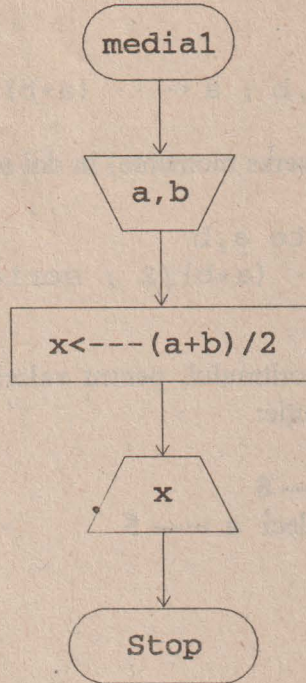 media1
a,b
x<---(a+b)/2
x
Stop